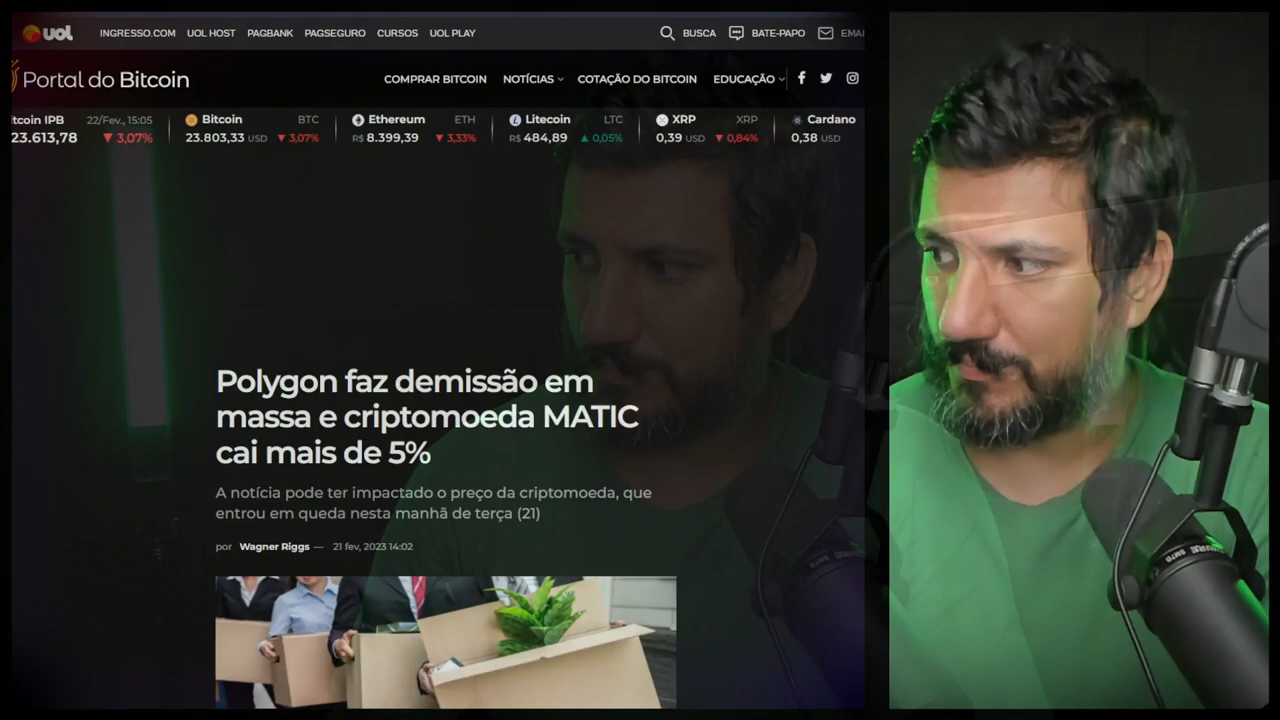 uol INGRESSO.COM UOL HOST PAGBANK PAGSEGURO CURSOS UOL PLAY BUSCA BATE-PAPO EMAI
Portal do Bitcoin COMPRAR BITCOIN NOTÍCIAS COTAÇÃO DO BITCOIN EDUCAÇÃO
itcoin IPB 22/Fev., 15:05 Bitcoin BTC Ethereum ETH Litecoin LTC XRP XRP Cardano
23.613,78 ▼ 3,07% 23.803,33 USD ▼ 3,07% R$ 8.399,39 ▼ 3,33% R$ 484,89 ▲ 0,05% 0,39 USD ▼ 0,84% 0,38 USD
Polygon faz demissão em
massa e criptomoeda MATIC
cai mais de 5%
A notícia pode ter impactado o preço da criptomoeda, que
entrou em queda nesta manhã de terça (21)
por Wagner Riggs — 21 fev, 2023 14:02
SM7B